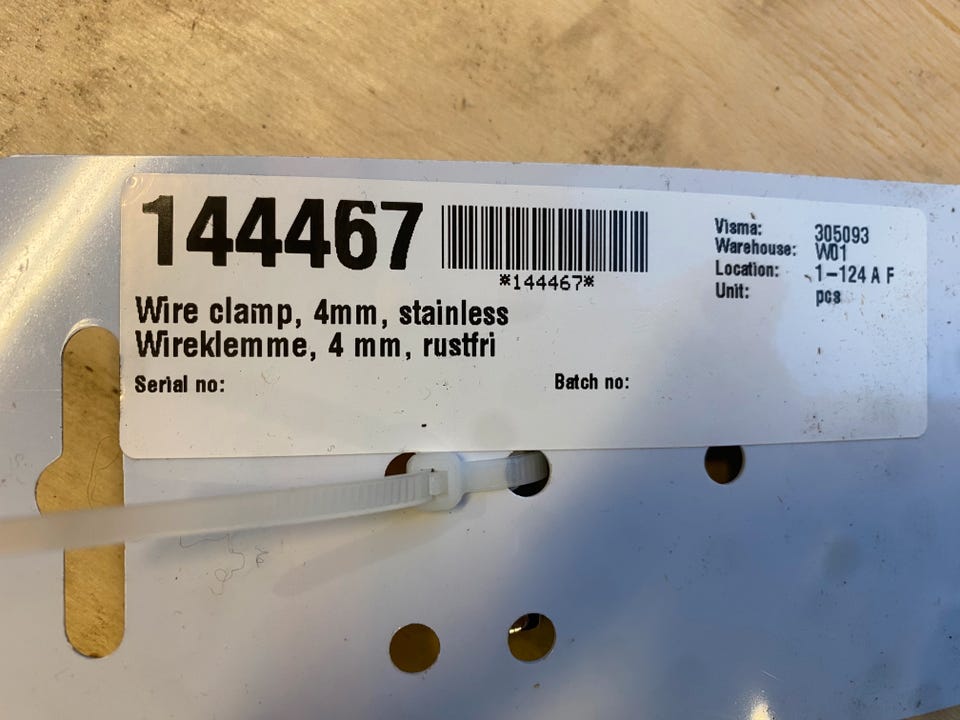 144467
*144467*
Wire clamp, 4mm, stainless
Wireklemme, 4 mm, rustfri
Serial no:
Batch no:
Visma: 305093
Warehouse: W01
Location: 1-124 A F
Unit: pcs